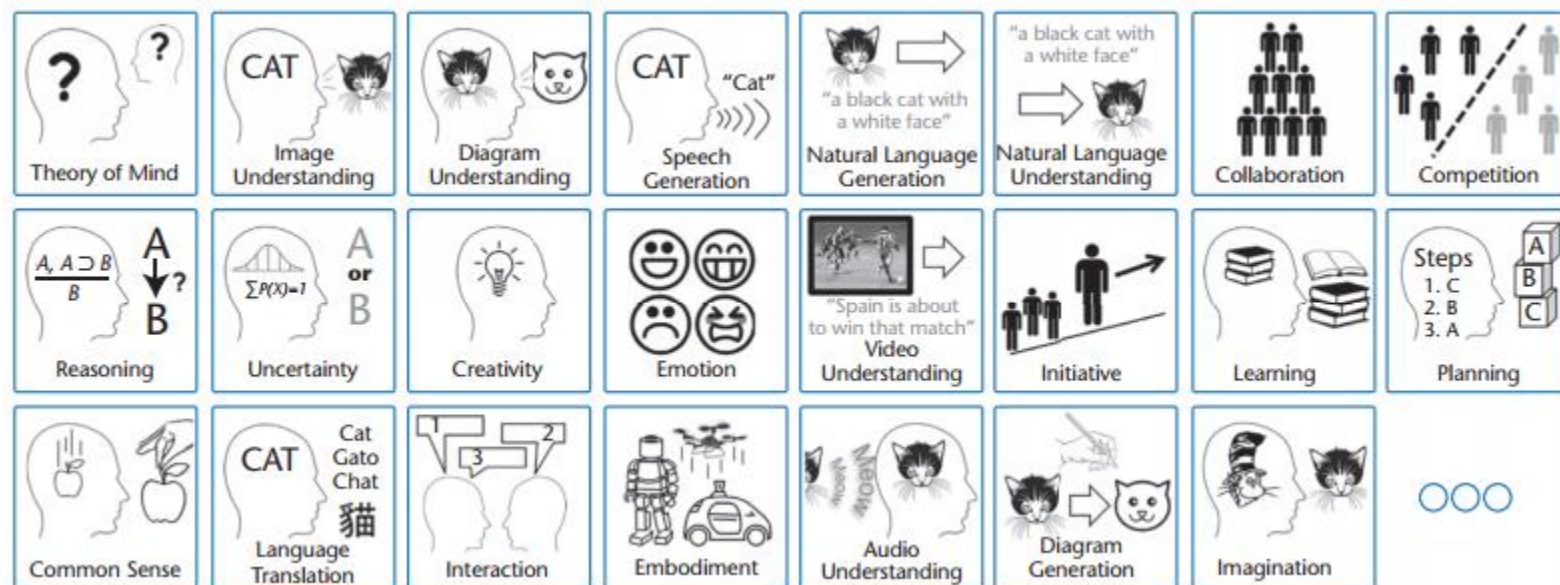 ?
?
Theory of Mind
CAT
Image
Understanding
Diagram
Understanding
CAT
"Cat"
Speech
Generation
"a black cat with
a white face"
Natural Language
Generation
"a black cat with
a white face"
Natural Language
Understanding
Collaboration
Competition
A, A ⊃ B
B
A
?
B
Reasoning
∑P(X)=1
A
or
B
Uncertainty
Creativity
Emotion
"Spain is about
to win that match"
Video
Understanding
Initiative
Learning
Steps
1. C
2. B
3. A
A
B
C
Planning
Common Sense
CAT
Cat
Gato
Chat
貓
Language
Translation
1
2
3
Interaction
Embodiment
Meow
Meow
Audio
Understanding
Diagram
Generation
Imagination